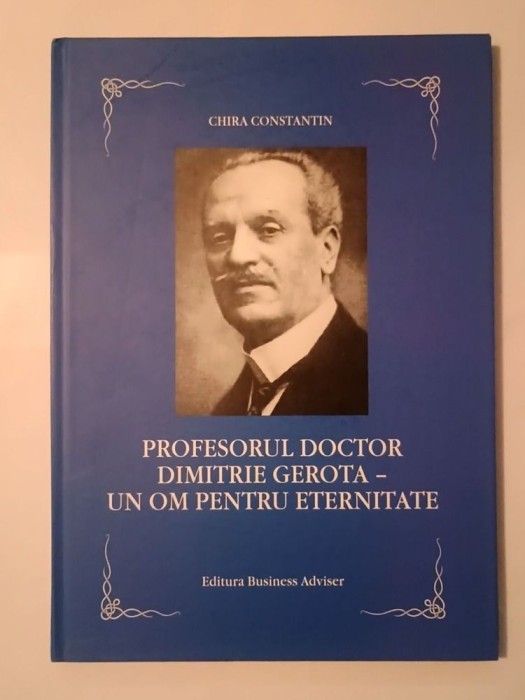 CHIRA CONSTANTIN
PROFESORUL DOCTOR
DIMITRIE GEROTA –
UN OM PENTRU ETERNITATE
Editura Business Adviser